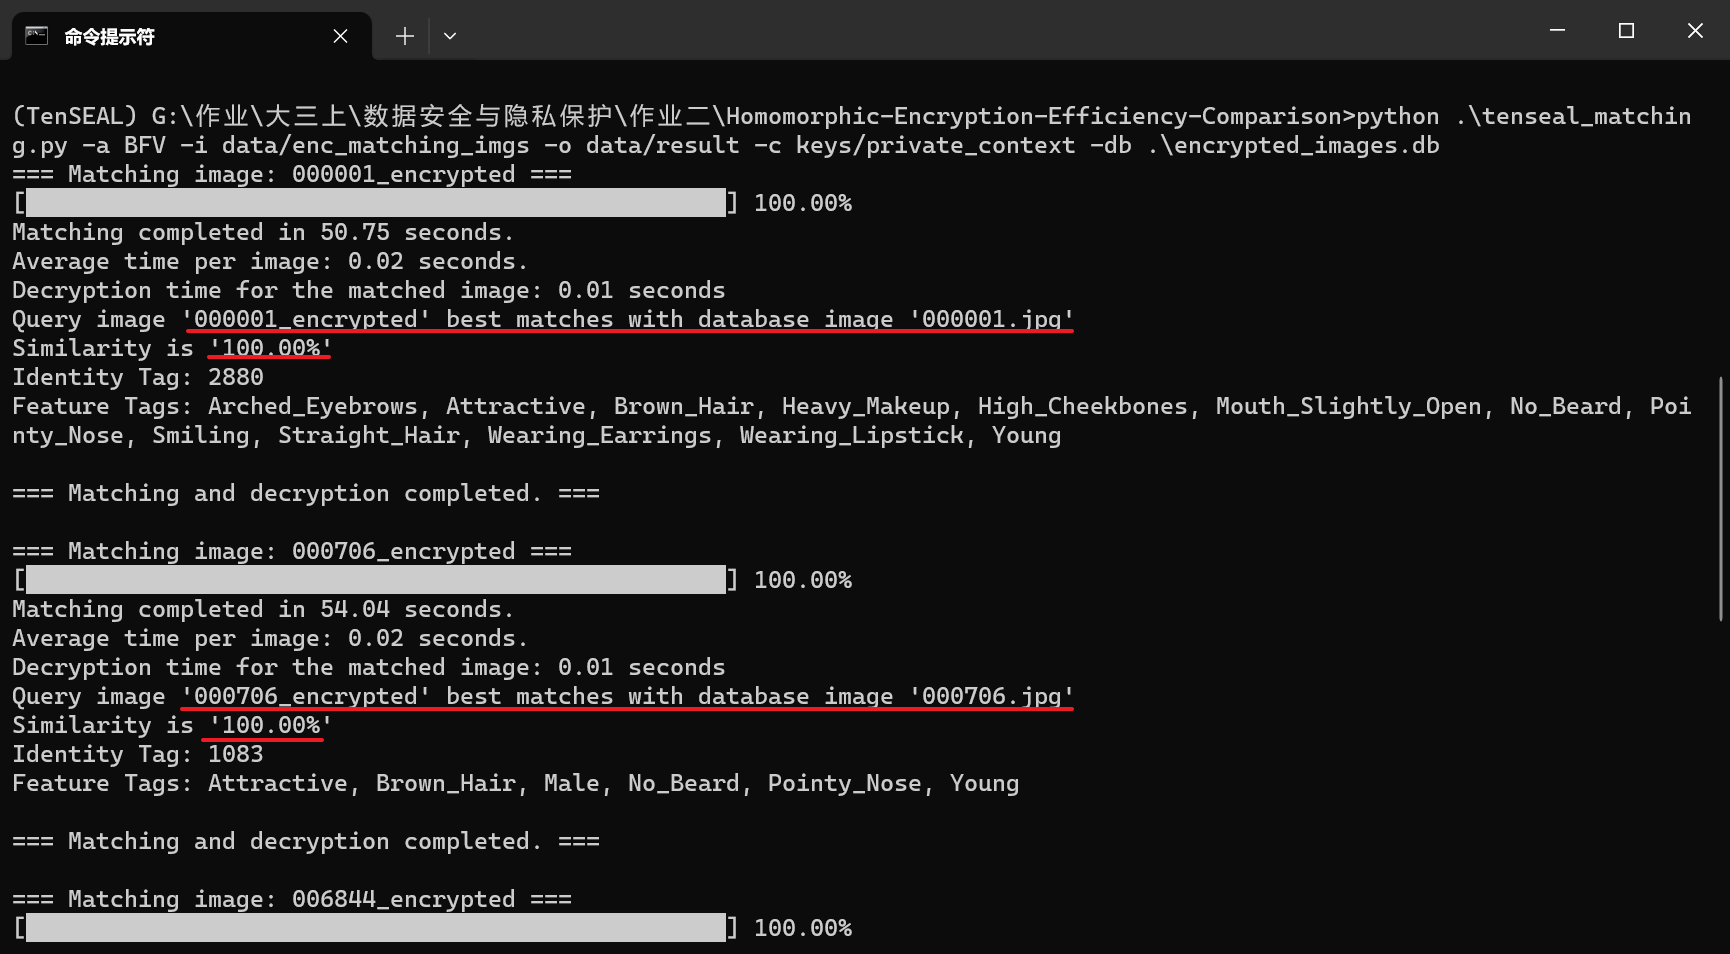 命令提示符
(TenSEAL) G:\作业\大三上\数据安全与隐私保护\作业二\Homomorphic-Encryption-Efficiency-Comparison>python .\tenseal_matchin
g.py -a BFV -i data/enc_matching_imgs -o data/result -c keys/private_context -db .\encrypted_images.db
=== Matching image: 000001_encrypted ===
[] 100.00%
Matching completed in 50.75 seconds.
Average time per image: 0.02 seconds.
Decryption time for the matched image: 0.01 seconds
Query image '000001_encrypted' best matches with database image '000001.jpg'
Similarity is '100.00%'
Identity Tag: 2880
Feature Tags: Arched_Eyebrows, Attractive, Brown_Hair, Heavy_Makeup, High_Cheekbones, Mouth_Slightly_Open, No_Beard, Poi
nty_Nose, Smiling, Straight_Hair, Wearing_Earrings, Wearing_Lipstick, Young
=== Matching and decryption completed. ===
=== Matching image: 000706_encrypted ===
[] 100.00%
Matching completed in 54.04 seconds.
Average time per image: 0.02 seconds.
Decryption time for the matched image: 0.01 seconds
Query image '000706_encrypted' best matches with database image '000706.jpg'
Similarity is '100.00%'
Identity Tag: 1083
Feature Tags: Attractive, Brown_Hair, Male, No_Beard, Pointy_Nose, Young
=== Matching and decryption completed. ===
=== Matching image: 006844_encrypted ===
[] 100.00%